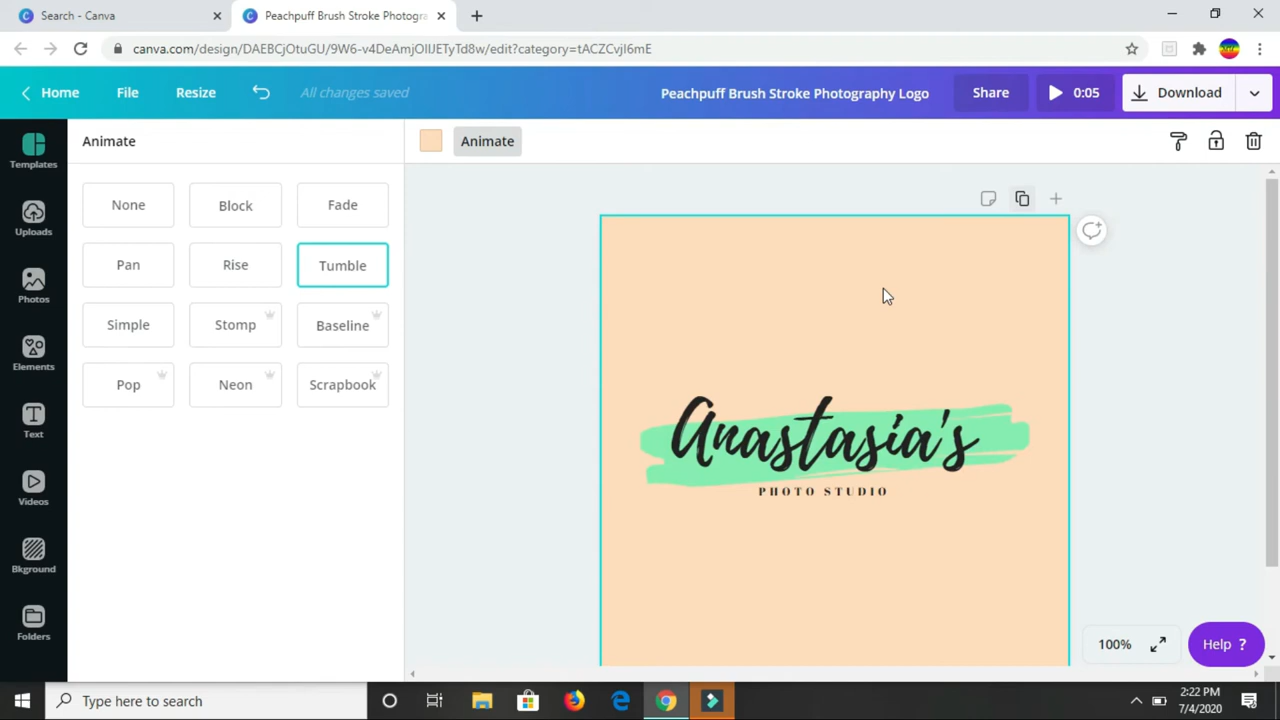 Search - Canva
Peachpuff Brush Stroke Photogra
canva.com/design/DAEBCjOtuGU/9W6-v4DeAmjOlIJETyTd8w/edit?category=tACZCvjI6mE
Home File Resize All changes saved Peachpuff Brush Stroke Photography Logo Share 0:05 Download
Templates
Uploads
Photos
Elements
Text
Videos
Bkground
Folders
Animate
None Block Fade
Pan Rise Tumble
Simple Stomp Baseline
Pop Neon Scrapbook
Animate
Anastasia's
PHOTO STUDIO
100%
Help ?
Type here to search
2:22 PM
7/4/2020